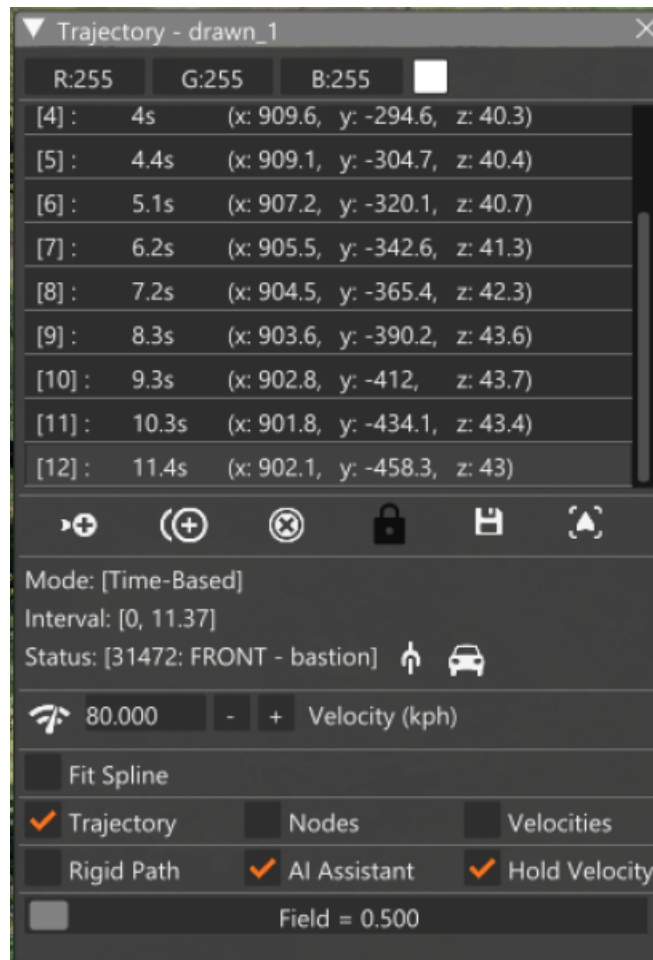 Trajectory - drawn_1
R:255 G:255 B:255
[4] : 4s (x: 909.6, y: -294.6, z: 40.3)
[5] : 4.4s (x: 909.1, y: -304.7, z: 40.4)
[6] : 5.1s (x: 907.2, y: -320.1, z: 40.7)
[7] : 6.2s (x: 905.5, y: -342.6, z: 41.3)
[8] : 7.2s (x: 904.5, y: -365.4, z: 42.3)
[9] : 8.3s (x: 903.6, y: -390.2, z: 43.6)
[10] : 9.3s (x: 902.8, y: -412, z: 43.7)
[11] : 10.3s (x: 901.8, y: -434.1, z: 43.4)
[12] : 11.4s (x: 902.1, y: -458.3, z: 43)
Mode: [Time-Based]
Interval: [0, 11.37]
Status: [31472: FRONT - bastion]
80.000 - + Velocity (kph)
Fit Spline
Trajectory Nodes Velocities
Rigid Path AI Assistant Hold Velocity
Field = 0.500